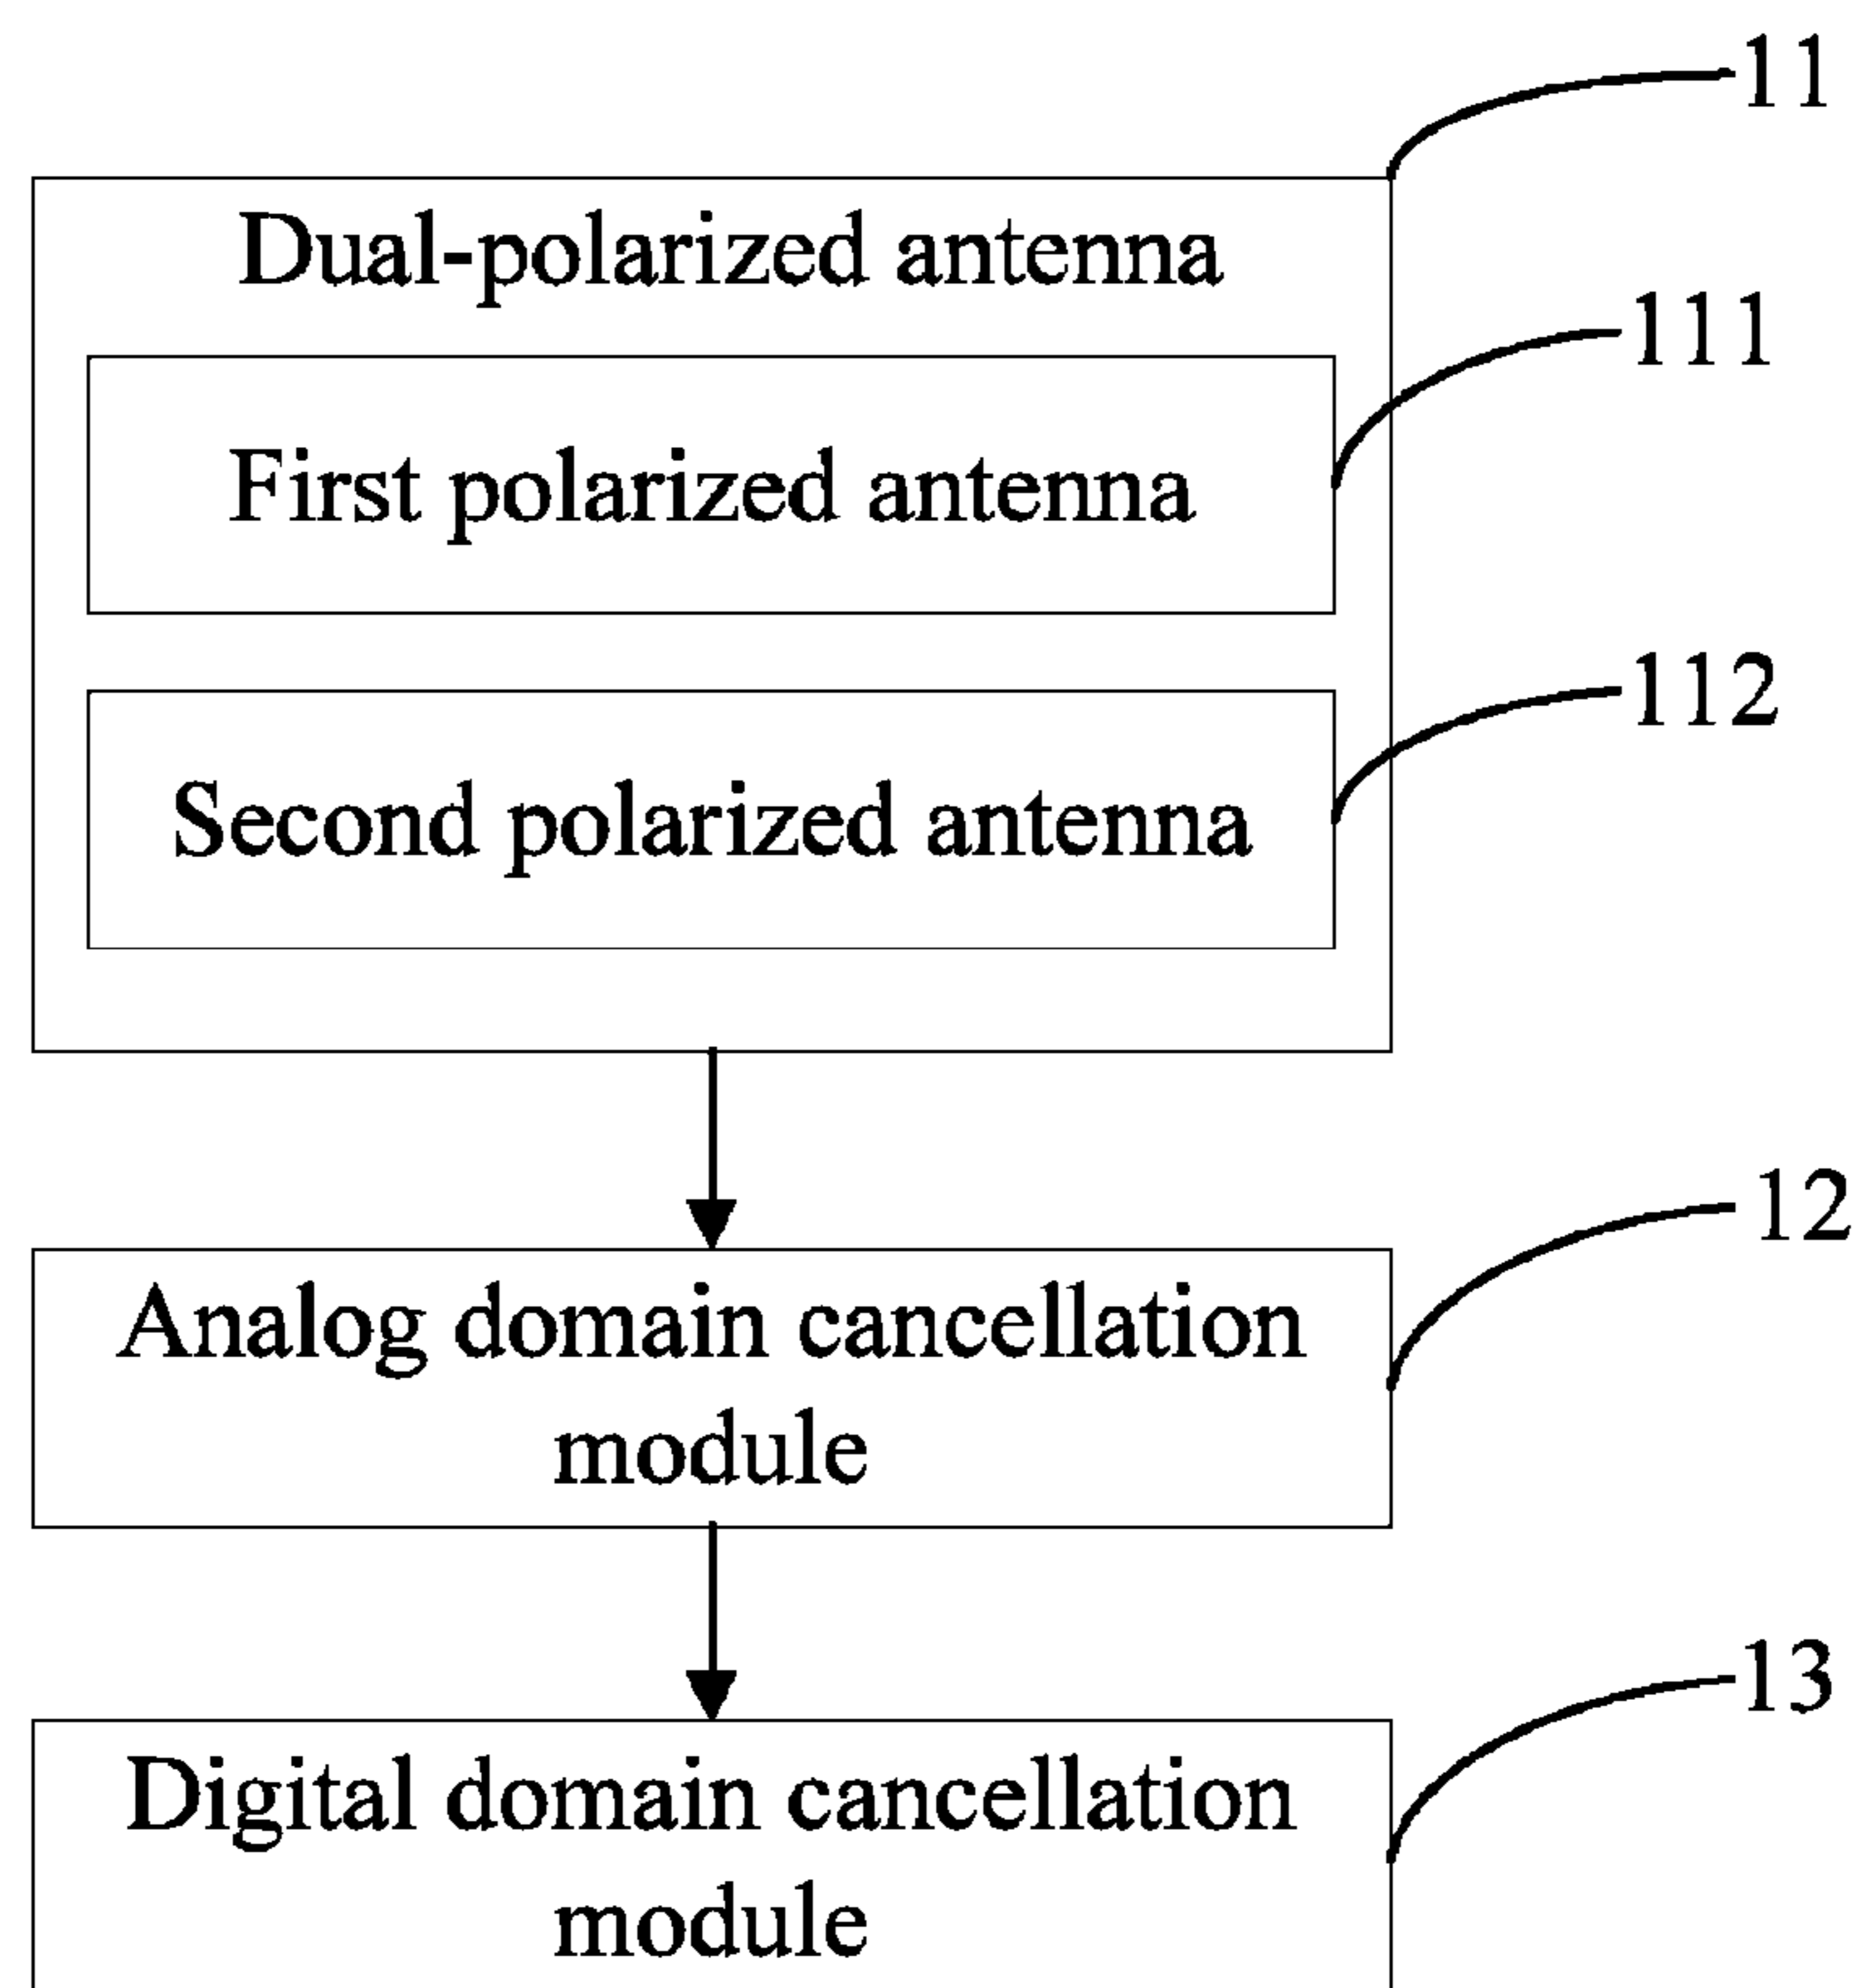 11
Dual-polarized antenna
111
First polarized antenna
112
Second polarized antenna
12
Analog domain cancellation
module
13
Digital domain cancellation
module